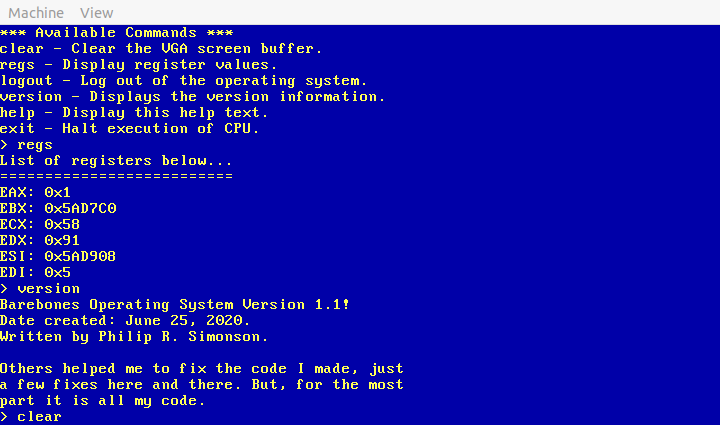 Machine View
*** Available Commands ***
clear - Clear the VGA screen buffer.
regs - Display register values.
logout - Log out of the operating system.
version - Displays the version information.
help - Display this help text.
exit - Halt execution of CPU.
> regs
List of registers below...
===========================
EAX: 0x1
EBX: 0x5AD7C0
ECX: 0x58
EDX: 0x91
ESI: 0x5AD908
EDI: 0x5
> version
Barebones Operating System Version 1.1!
Date created: June 25, 2020.
Written by Philip R. Simonson.

Others helped me to fix the code I made, just
a few fixes here and there. But, for the most
part it is all my code.
> clear